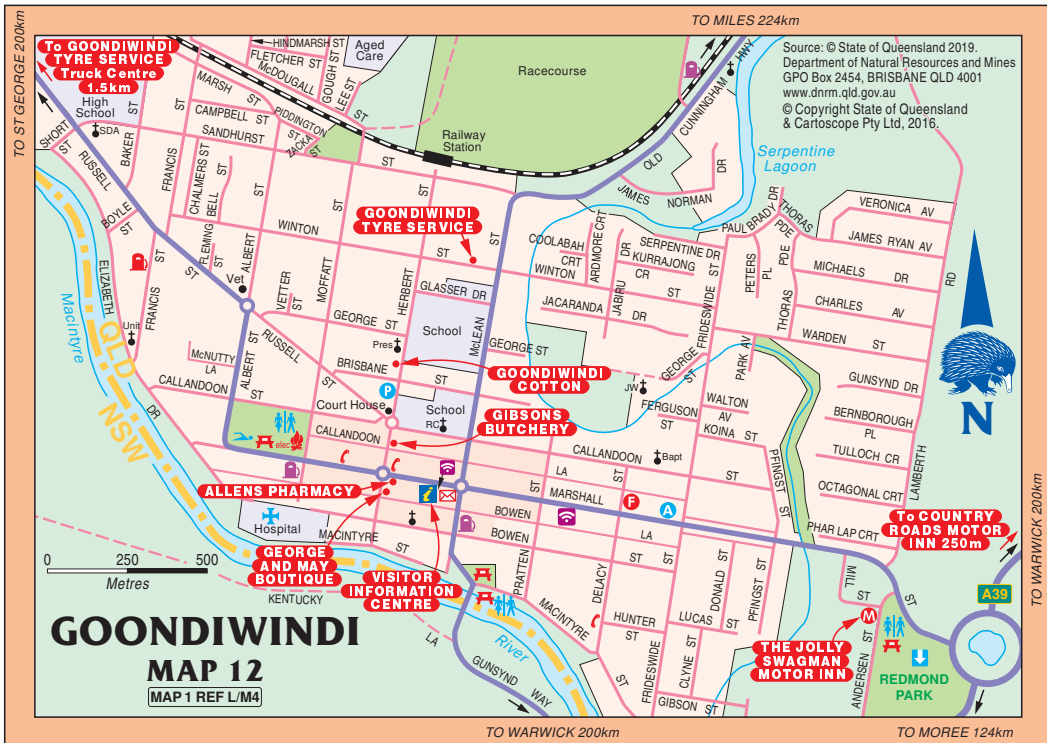 TO MILES 224km
TO ST GEORGE 200km
To GOONDIWINDI
TYRE SERVICE
Truck Centre
1.5km
High
School
SDA
HINDMARSH ST
FLETCHER ST
McDOUGALL
GOUGH ST
LEE ST
Aged
Care
Racecourse
CUNNINGHAM
HWY
Source: © State of Queensland 2019.
Department of Natural Resources and Mines
GPO Box 2454, BRISBANE QLD 4001
www.dnrm.qld.gov.au
© Copyright State of Queensland
& Cartoscope Pty Ltd, 2016.
MARSH
ST
CAMPBELL ST
PIDDINGTON
ST
SANDHURST
ST
ZACKA
ST
Railway
Station
OLD
Serpentine
Lagoon
SHORT
ST
RUSSELL
BAKER
ST
FRANCIS
ST
CHALMERS ST
BELL
ST
FLEMING
ST
BOYLE
ST
ALBERT
ST
WINTON
ST
MOFFATT
ST
HERBERT
ST
McLEAN
ST
JAMES
NORMAN
DR
GOONDIWINDI
TYRE SERVICE
COOLABAH
CRT
ARDMORE CRT
JABIRU
DR
SERPENTINE DR
KURRAJONG
CR
WINTON
ST
JACARANDA
DR
PAUL
BRADY DR
THORAS
PDE
PETERS
PL
THORAS
PDE
VERONICA AV
JAMES RYAN AV
MICHAELS
DR
CHARLES
AV
WARDEN
ST
RD
LAMBERTH
ELIZABETH
DR
Macintyre
QLD
NSW
FRANCIS
ST
Unit
Vet
VETTER
ST
GEORGE
ST
RUSSELL
ST
GLASSER DR
School
GEORGE ST
Pres
BRISBANE
ST
GOONDIWINDI
COTTON
FRIDESWIDE
ST
GEORGE
ST
PARK AV
GUNSYND DR
BERNBOROUGH
PL
TULLOCH CR
OCTAGONAL CRT
McNUTTY
LA
ALBERT
ST
CALLANDOON
ST
P
Court House
School
RC
GIBSONS
BUTCHERY
JW
FERGUSON
ST
WALTON
AV
KOINA ST
CALLANDOON
elec
CALLANDOON
ST
Bapt
PFINGST
ST
LA
MARSHALL
ST
F
A
i
BOWEN
BOWEN
ST
LA
ALLENS PHARMACY
Hospital
MACINTYRE
ST
PHAR LAP CRT
To COUNTRY
ROADS MOTOR
INN 250m
TO WARWICK 200km
GEORGE
AND MAY
BOUTIQUE
VISITOR
INFORMATION
CENTRE
PRATTEN
ST
MACINTYRE
ST
DELACY
ST
HUNTER
ST
FRIDESWIDE
ST
LUCAS
ST
CLYNE ST
DONALD ST
PFINGST ST
GIBSON ST
MILL
ST
ANDERSEN ST
M
THE JOLLY
SWAGMAN
MOTOR INN
A39
REDMOND
PARK
N
0 250 500
Metres
KENTUCKY
LA
River
GUNSYND WAY
GOONDIWINDI
MAP 12
MAP 1 REF L/M4
TO WARWICK 200km
TO MOREE 124km